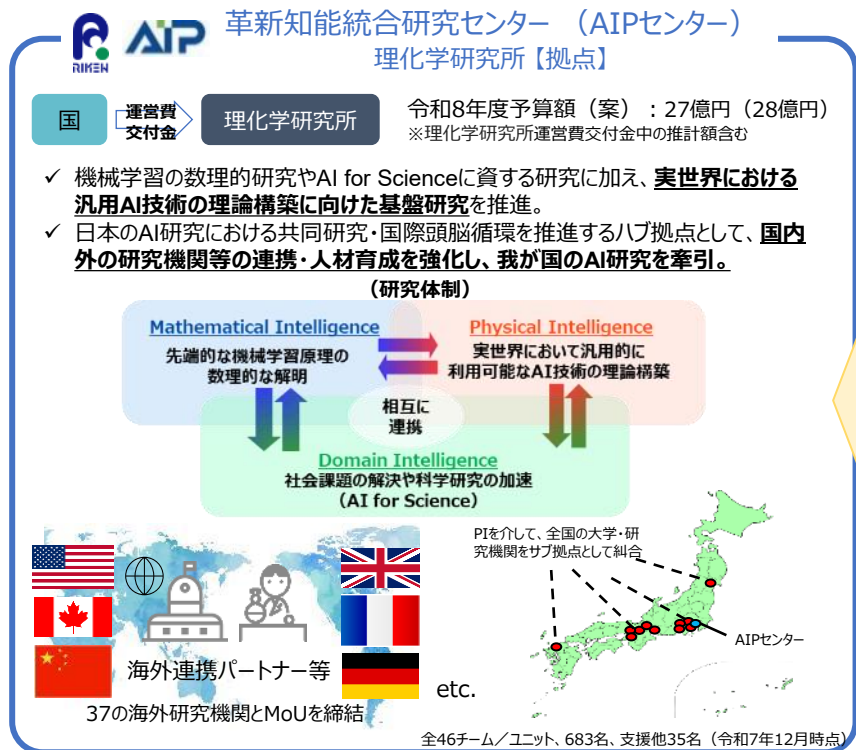 革新知能統合研究センター （AIPセンター）
理化学研究所【拠点】
RIKEN
AIP
国
運営費
交付金
理化学研究所
令和8年度予算額（案）：27億円（28億円）
※理化学研究所運営費交付金中の推計額含む
✓ 機械学習の数理的研究やAI for Scienceに資する研究に加え、実世界における
汎用AI技術の理論構築に向けた基盤研究を推進。
✓ 日本のAI研究における共同研究・国際頭脳循環を推進するハブ拠点として、国内
外の研究機関等の連携・人材育成を強化し、我が国のAI研究を牽引。
（研究体制）
Mathematical Intelligence
先端的な機械学習原理の
数理的な解明
Physical Intelligence
実世界において汎用的に
利用可能なAI技術の理論構築
相互に
連携
Domain Intelligence
社会課題の解決や科学研究の加速
（AI for Science）
PIを介して、全国の大学・研
究機関をサブ拠点として糾合
AIPセンター
海外連携パートナー等
etc.
37の海外研究機関とMoUを締結
全46チーム／ユニット、683名、支援他35名（令和7年12月時点）